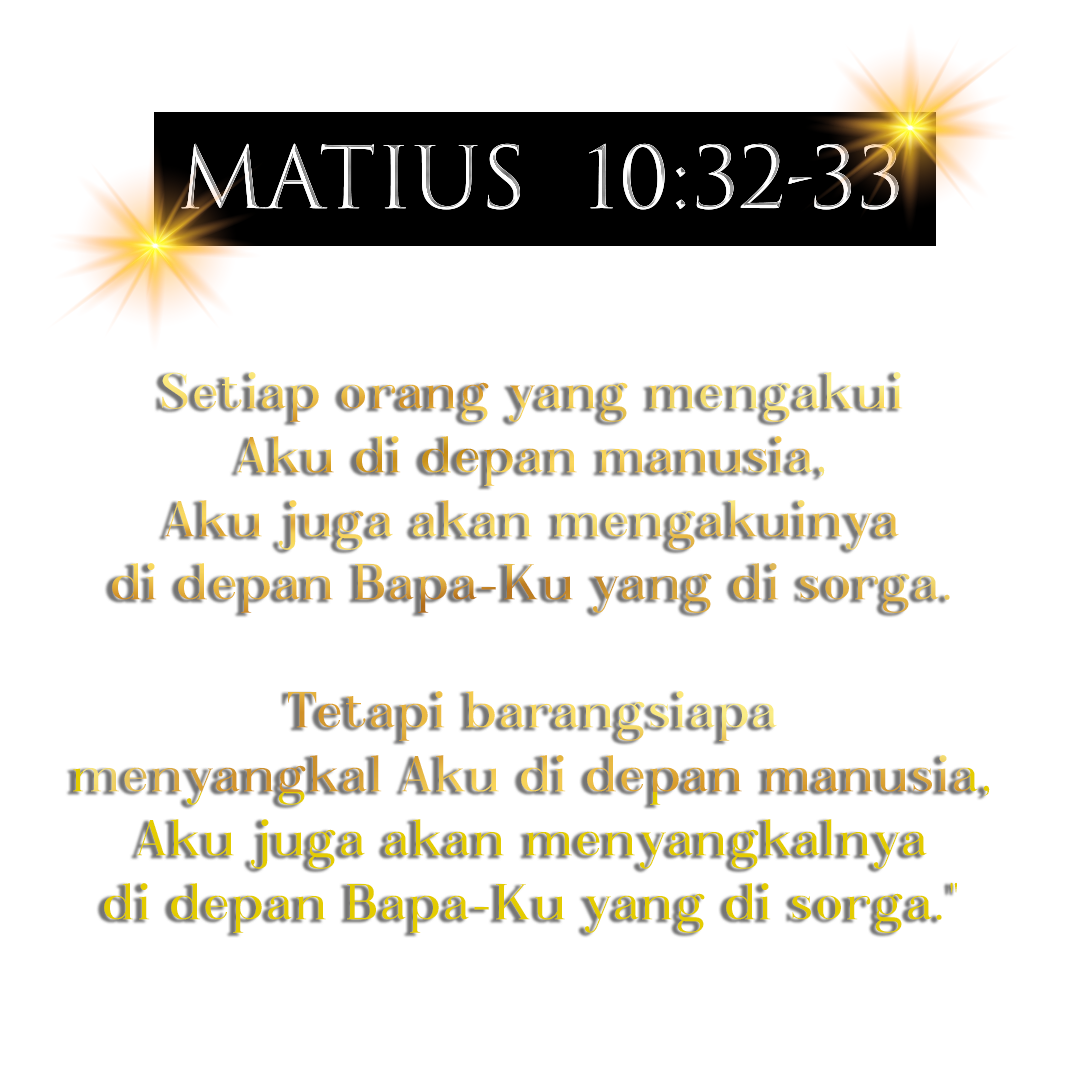 MATIUS 10:32-33
Setiap orang yang mengakui
Aku di depan manusia,
Aku juga akan mengakuinya
di depan Bapa-Ku yang di sorga.
Tetapi barangsiapa
menyangkal Aku di depan manusia,
Aku juga akan menyangkalnya
di depan Bapa-Ku yang di sorga."